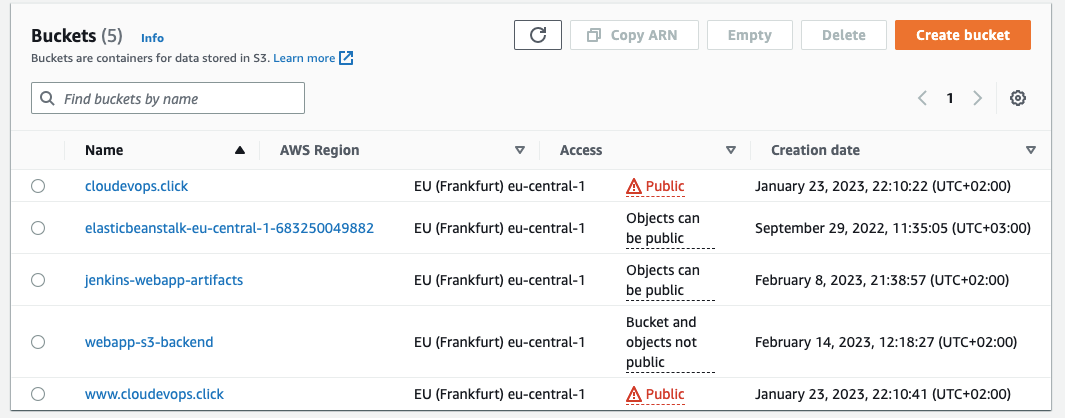 Buckets (5) Info
Copy ARN Empty Delete Create bucket
Buckets are containers for data stored in S3. Learn more
Find buckets by name
1
Name AWS Region Access Creation date
cloudevops.click EU (Frankfurt) eu-central-1 Public January 23, 2023, 22:10:22 (UTC+02:00)
elasticbeanstalk-eu-central-1-683250049882 EU (Frankfurt) eu-central-1 Objects can
be public September 29, 2022, 11:35:05 (UTC+03:00)
jenkins-webapp-artifacts EU (Frankfurt) eu-central-1 Objects can
be public February 8, 2023, 21:38:57 (UTC+02:00)
webapp-s3-backend EU (Frankfurt) eu-central-1 Bucket and
objects not
public February 14, 2023, 12:18:27 (UTC+02:00)
www.cloudevops.click EU (Frankfurt) eu-central-1 Public January 23, 2023, 22:10:41 (UTC+02:00)